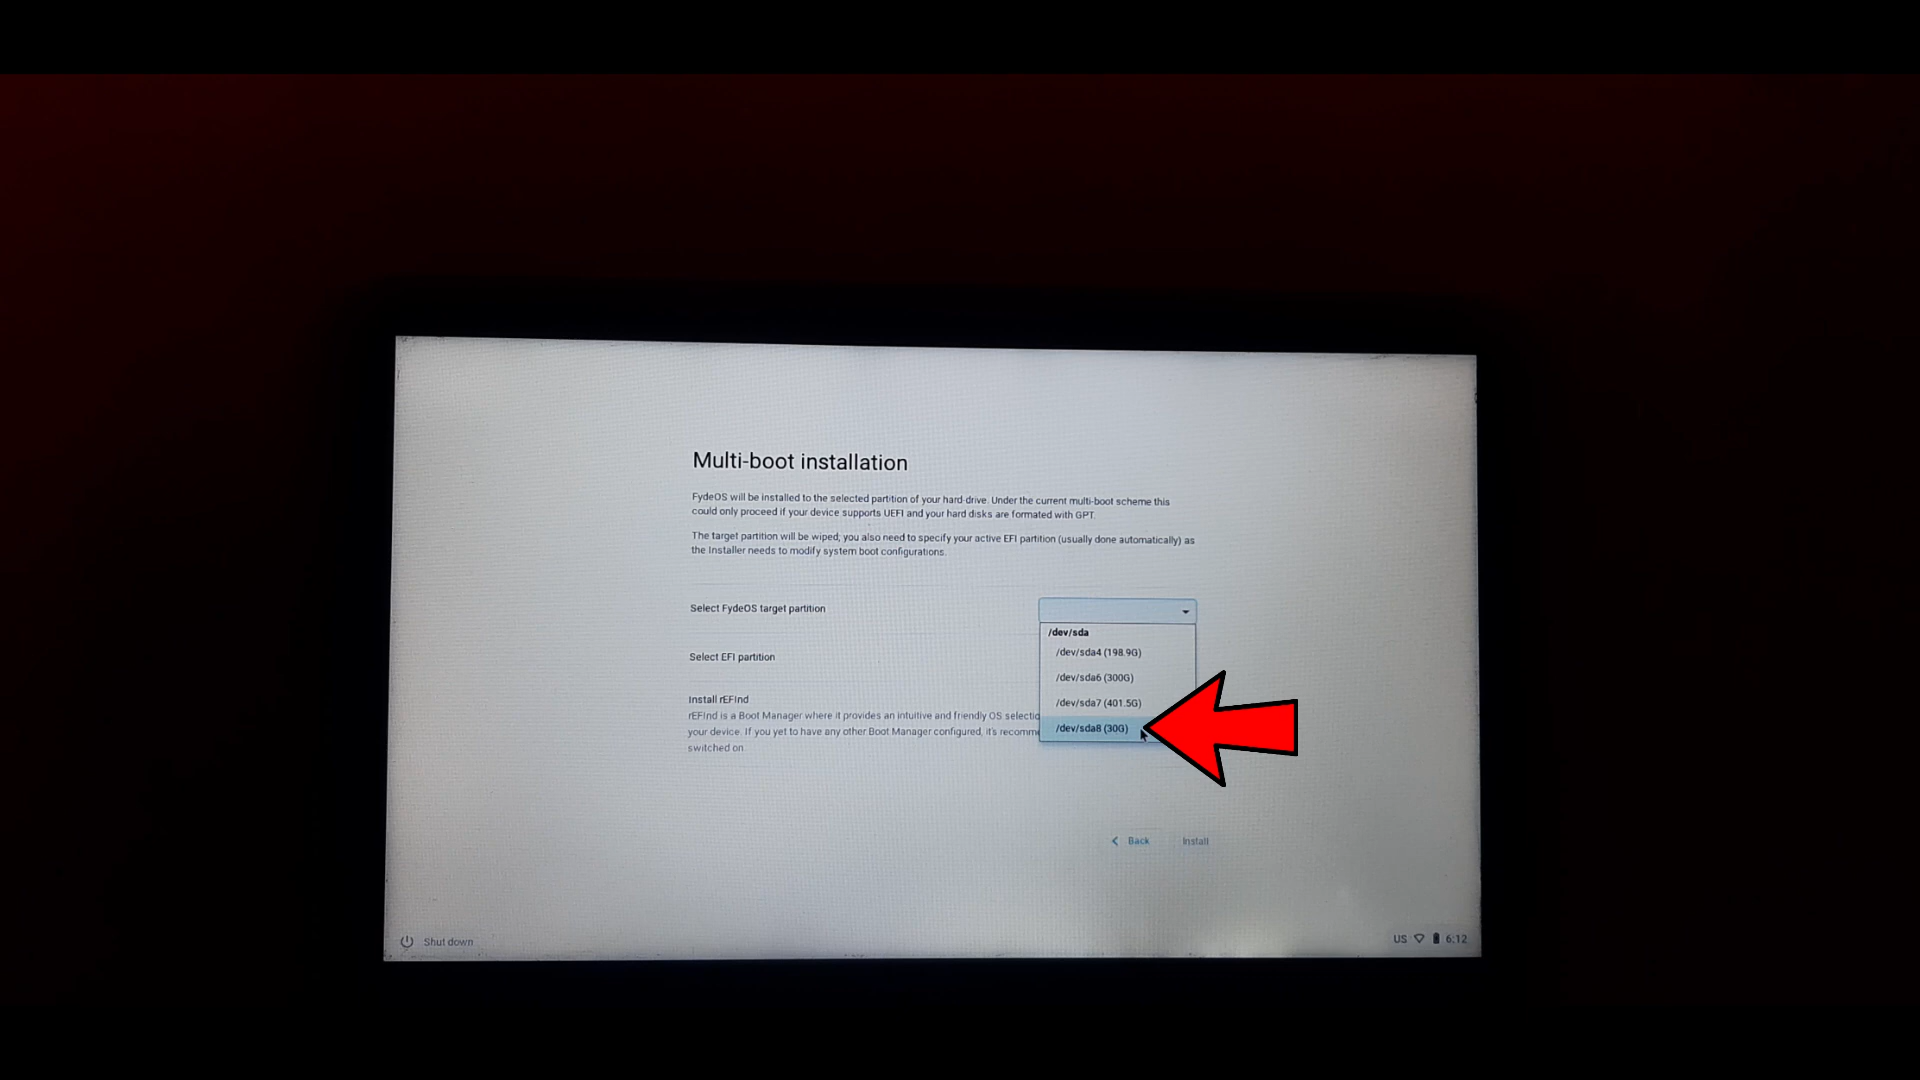 Multi-boot installation
FydeOS will be installed to the selected partition of your hard-drive. Under the current multi-boot scheme this
could only proceed if your device supports UEFI and your hard disks are formated with GPT.
The target partition will be wiped; you also need to specify your active EFI partition (usually done automatically) as
the Installer needs to modify system boot configurations.
Select FydeOS target partition
/dev/sda
/dev/sda4 (198.9G)
Select EFI partition
/dev/sda6 (300G)
Install rEFInd
/dev/sda7 (401.5G)
rEFInd is a Boot Manager where it provides an intuitive and friendly OS
your device. If you yet to have any other Boot Manager configured, it's
/dev/sda8 (30G)
switched on
Back
Install
Shut down
US
6:12